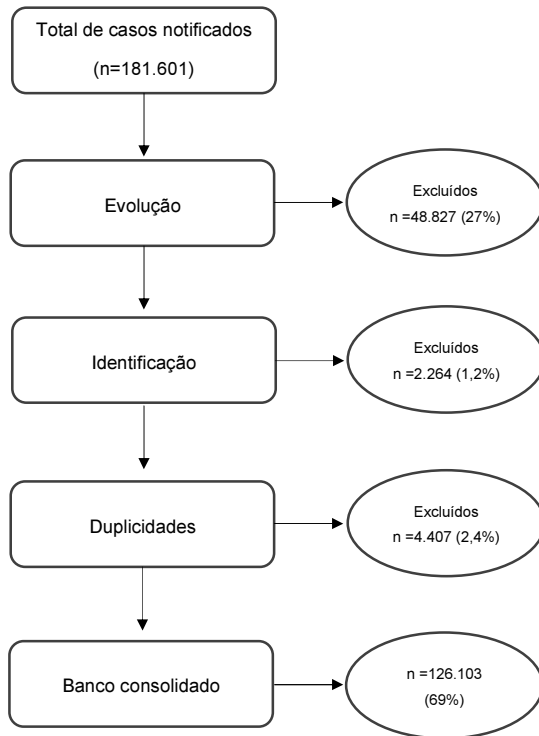 Total de casos notificados
(n=181.601)
Evolução
Excluídos
n =48.827 (27%)
Identificação
Excluídos
n =2.264 (1,2%)
Duplicidades
Excluídos
n =4.407 (2,4%)
Banco consolidado
n =126.103
(69%)